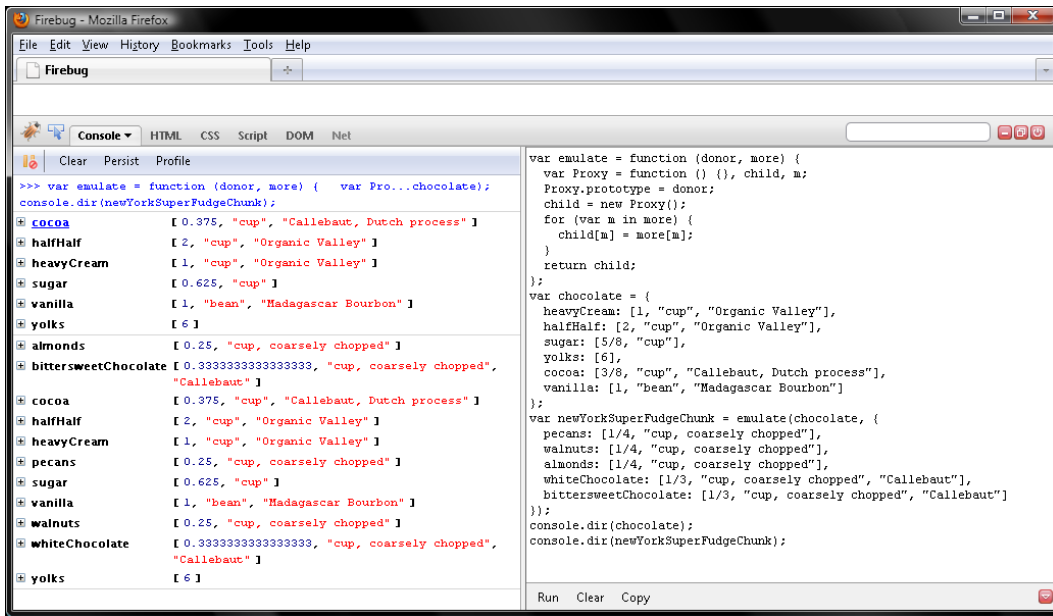 Firebug - Mozilla Firefox
File Edit View History Bookmarks Tools Help
Firebug
Console HTML CSS Script DOM Net
Clear Persist Profile
>>> var emulate = function (donor, more) {   var Pro...chocolate);
console.dir(newYorkSuperFudgeChunk);
cocoa [ 0.375, "cup", "Callebaut, Dutch process" ]
halfHalf [ 2, "cup", "Organic Valley" ]
heavyCream [ 1, "cup", "Organic Valley" ]
sugar [ 0.625, "cup" ]
vanilla [ 1, "bean", "Madagascar Bourbon" ]
yolks [ 6 ]
almonds [ 0.25, "cup, coarsely chopped" ]
bittersweetChocolate [ 0.3333333333333333, "cup, coarsely chopped",
"Callebaut" ]
cocoa [ 0.375, "cup", "Callebaut, Dutch process" ]
halfHalf [ 2, "cup", "Organic Valley" ]
heavyCream [ 1, "cup", "Organic Valley" ]
pecans [ 0.25, "cup, coarsely chopped" ]
sugar [ 0.625, "cup" ]
vanilla [ 1, "bean", "Madagascar Bourbon" ]
walnuts [ 0.25, "cup, coarsely chopped" ]
whiteChocolate [ 0.3333333333333333, "cup, coarsely chopped",
"Callebaut" ]
yolks [ 6 ]
var emulate = function (donor, more) {
  var Proxy = function () {}, child, m;
  Proxy.prototype = donor;
  child = new Proxy();
  for (var m in more) {
    child[m] = more[m];
  }
  return child;
};
var chocolate = {
  heavyCream: [1, "cup", "Organic Valley"],
  halfHalf: [2, "cup", "Organic Valley"],
  sugar: [5/8, "cup"],
  yolks: [6],
  cocoa: [3/8, "cup", "Callebaut, Dutch process"],
  vanilla: [1, "bean", "Madagascar Bourbon"]
};
var newYorkSuperFudgeChunk = emulate(chocolate, {
  pecans: [1/4, "cup, coarsely chopped"],
  walnuts: [1/4, "cup, coarsely chopped"],
  almonds: [1/4, "cup, coarsely chopped"],
  whiteChocolate: [1/3, "cup, coarsely chopped", "Callebaut"],
  bittersweetChocolate: [1/3, "cup, coarsely chopped", "Callebaut"]
});
console.dir(chocolate);
console.dir(newYorkSuperFudgeChunk);
Run Clear Copy